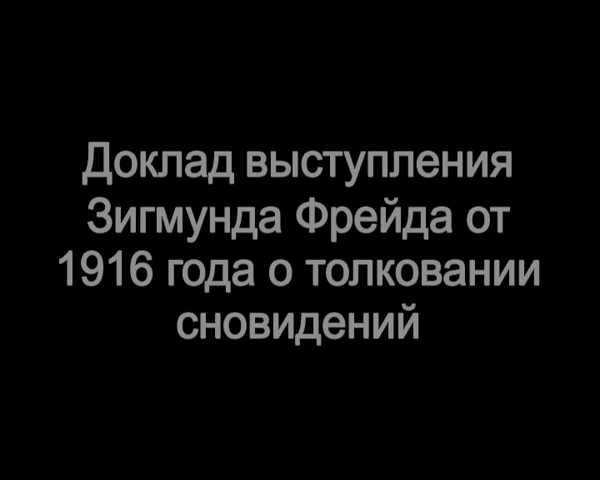 Доклад выступления
Зигмунда Фрейда от
1916 года о толковании
сновидений